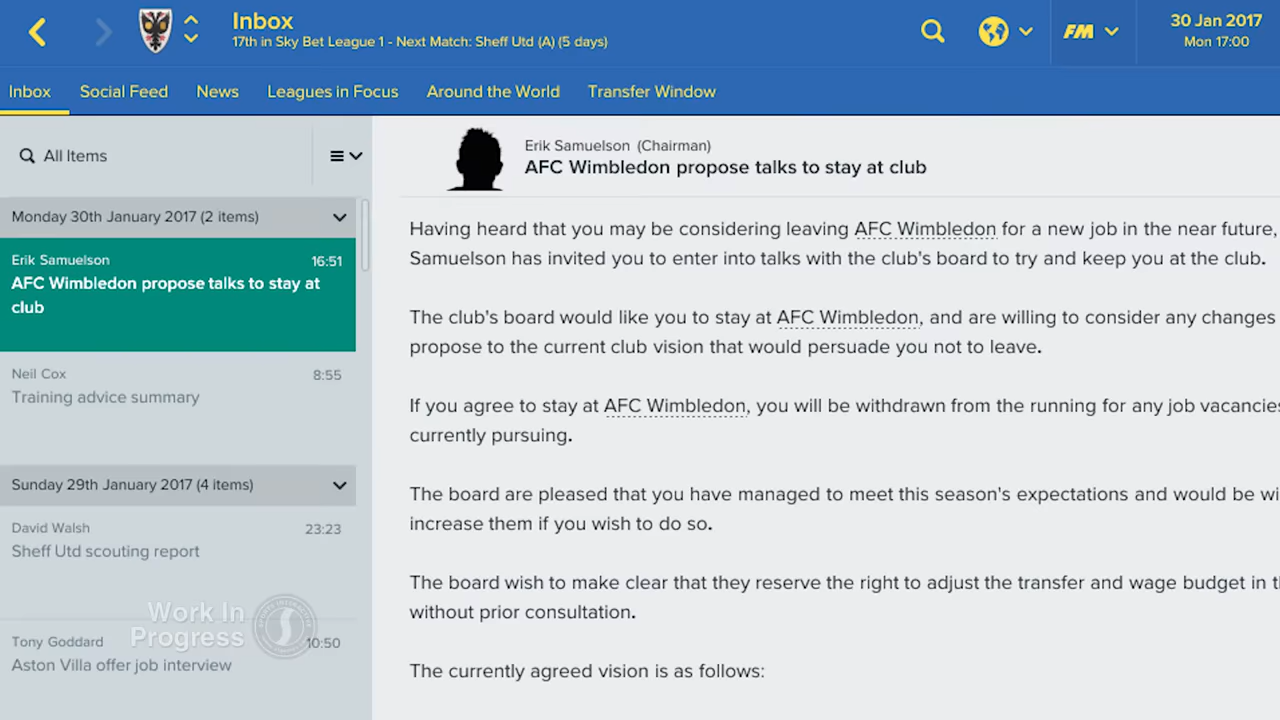 Inbox
17th in Sky Bet League 1 - Next Match: Sheff Utd (A) (5 days)
FM
30 Jan 2017
Mon 17:00
Inbox
Social Feed
News
Leagues in Focus
Around the World
Transfer Window
All Items
Monday 30th January 2017 (2 items)
Erik Samuelson 16:51
AFC Wimbledon propose talks to stay at
club
Neil Cox 8:55
Training advice summary
Sunday 29th January 2017 (4 items)
David Walsh 23:23
Sheff Utd scouting report
Work In
Progress
Tony Goddard 10:50
Aston Villa offer job interview
Erik Samuelson (Chairman)
AFC Wimbledon propose talks to stay at club
Having heard that you may be considering leaving AFC Wimbledon for a new job in the near future,
Samuelson has invited you to enter into talks with the club's board to try and keep you at the club.
The club's board would like you to stay at AFC Wimbledon, and are willing to consider any changes
propose to the current club vision that would persuade you not to leave.
If you agree to stay at AFC Wimbledon, you will be withdrawn from the running for any job vacancies
currently pursuing.
The board are pleased that you have managed to meet this season's expectations and would be wi
increase them if you wish to do so.
The board wish to make clear that they reserve the right to adjust the transfer and wage budget in
without prior consultation.
The currently agreed vision is as follows: